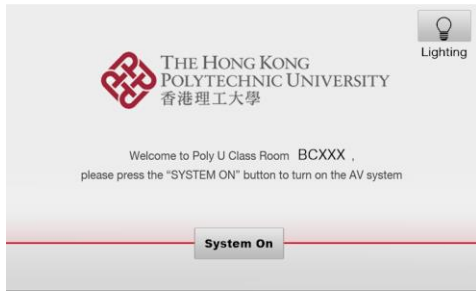 Lighting
THE HONG KONG
POLYTECHNIC UNIVERSITY
香港理工大學
Welcome to Poly U Class Room BCXXX ,
please press the “SYSTEM ON” button to turn on the AV system
System On